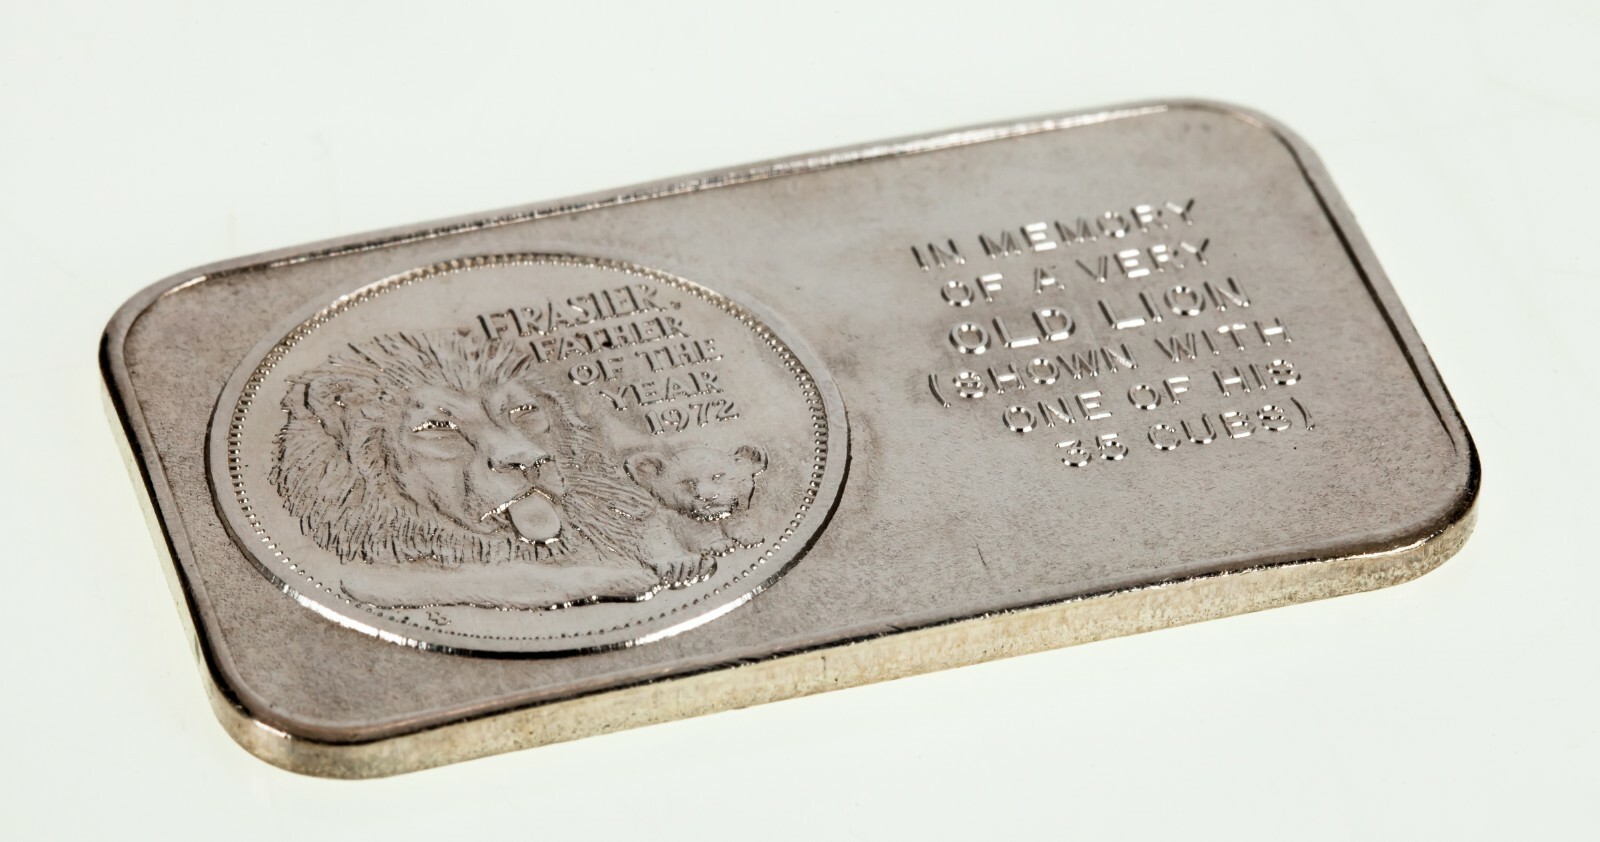 FRASIER,
FATHER
OF THE
YEAR
1972
IN MEMORY
OF A VERY
OLD LION
(SHOWN WITH
ONE OF HIS
35 CUBS)